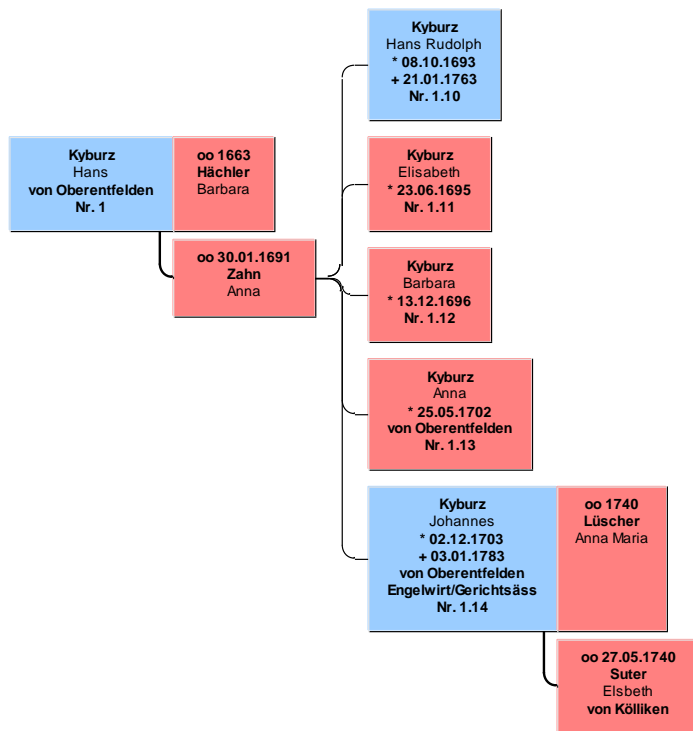 Kyburz
Hans Rudolph
* 08.10.1693
+ 21.01.1763
Nr. 1.10
Kyburz
Hans
von Oberentfelden
Nr. 1
oo 1663
Hächler
Barbara
Kyburz
Elisabeth
* 23.06.1695
Nr. 1.11
oo 30.01.1691
Zahn
Anna
Kyburz
Barbara
* 13.12.1696
Nr. 1.12
Kyburz
Anna
* 25.05.1702
von Oberentfelden
Nr. 1.13
Kyburz
Johannes
* 02.12.1703
+ 03.01.1783
von Oberentfelden
Engelwirt/Gerichtsäss
Nr. 1.14
oo 1740
Lüscher
Anna Maria
oo 27.05.1740
Suter
Elsbeth
von Kölliken